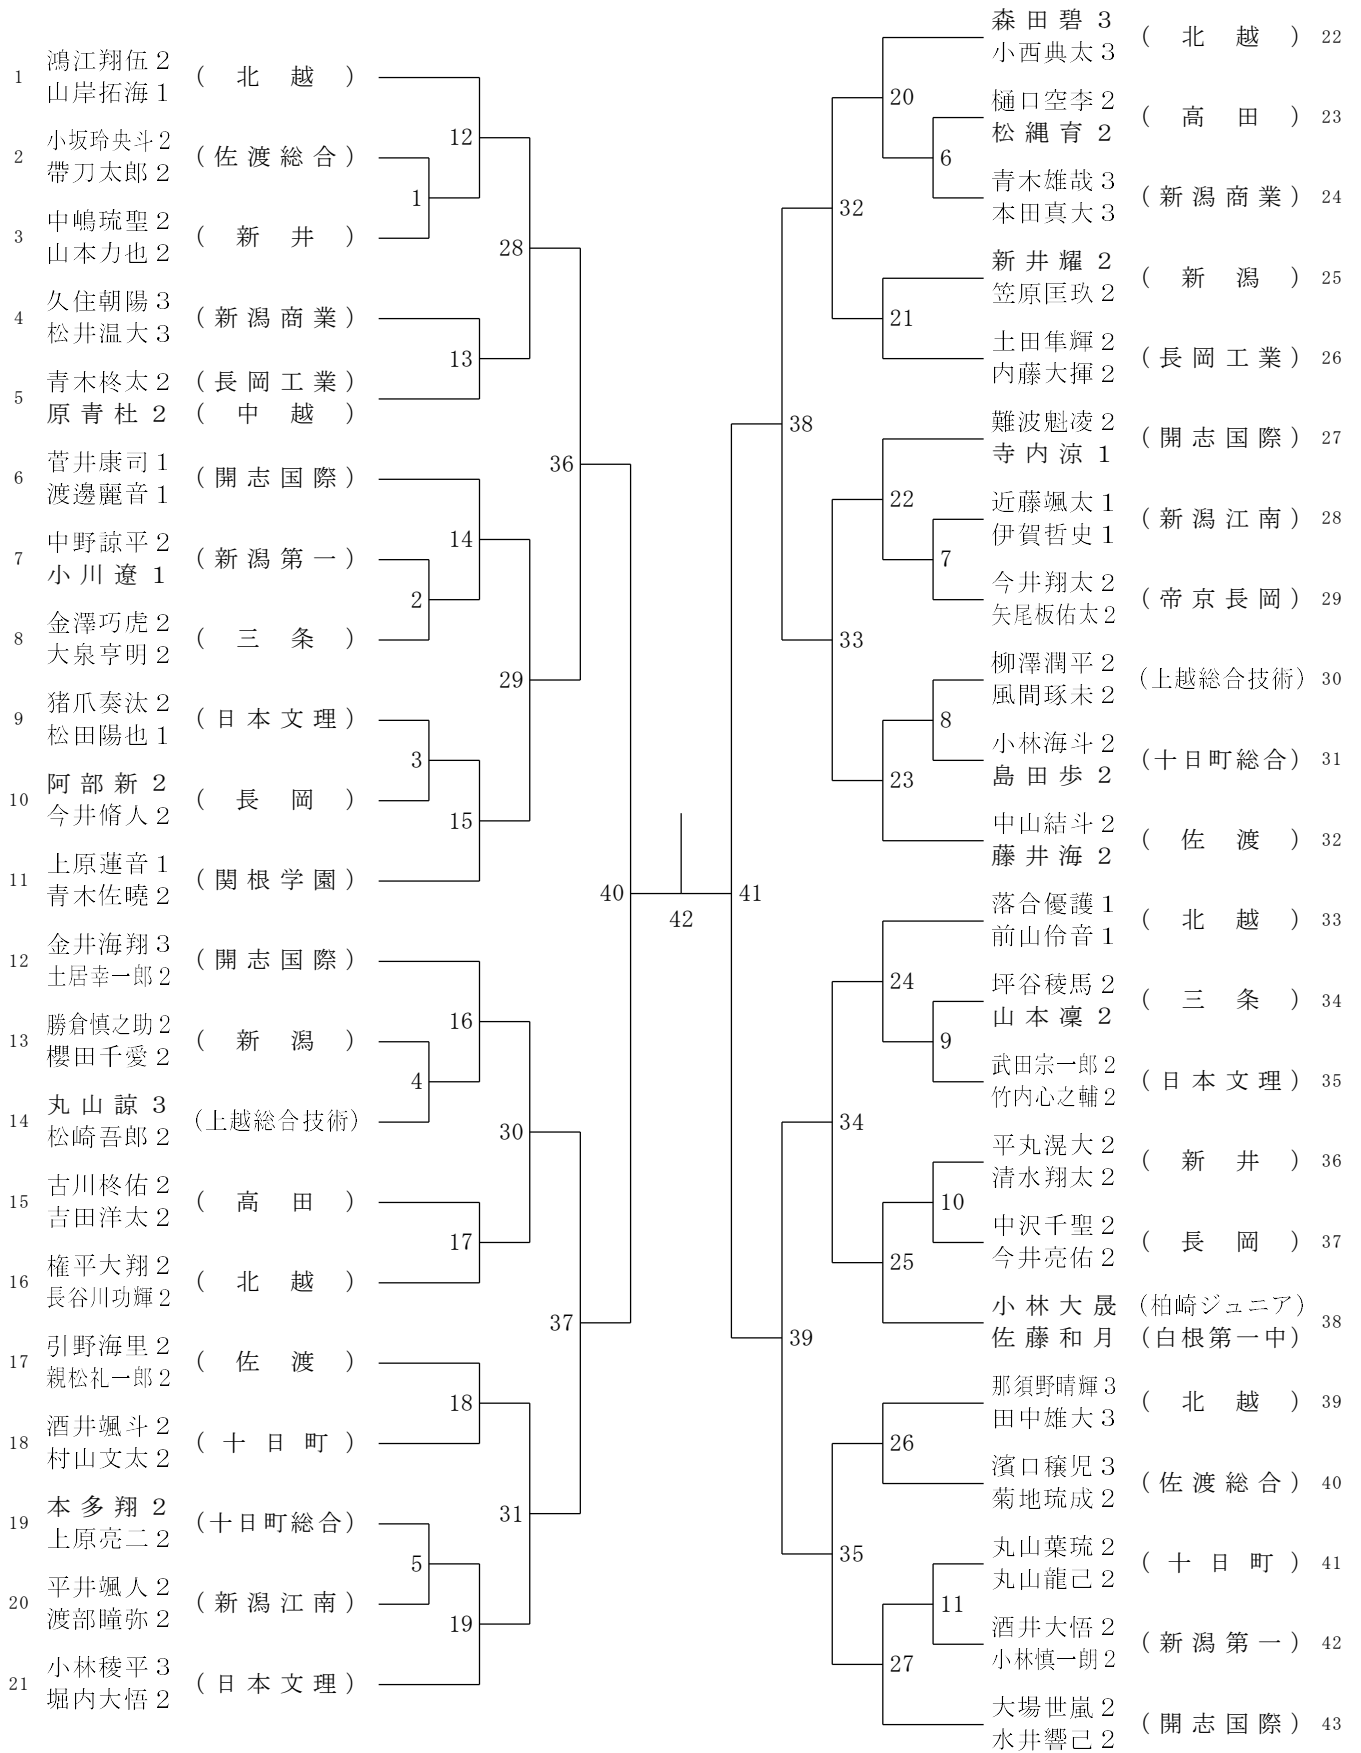 1 鴻江翔伍 2 山岸拓海 1 (北越)
2 小坂玲央斗 2 帶刀太郎 2 (佐渡総合)
3 中嶋琉聖 2 山本力也 2 (新井)
4 久住朝陽 3 松井温大 3 (新潟商業)
5 青木柊太 2 (長岡工業) 原青杜 2 (中越)
6 菅井康司 1 渡邊麗音 1 (開志国際)
7 中野諒平 2 小川遼 1 (新潟第一)
8 金澤巧虎 2 大泉亨明 2 (三条)
9 猪爪奏汰 2 松田陽也 1 (日本文理)
10 阿部新 2 今井脩人 2 (長岡)
11 上原蓮音 1 青木佐曉 2 (関根学園)
12 金井海翔 3 土居幸一郎 2 (開志国際)
13 勝倉慎之助 2 櫻田千愛 2 (新潟)
14 丸山諒 3 松崎吾郎 2 (上越総合技術)
15 古川柊佑 2 吉田洋太 2 (高田)
16 権平大翔 2 長谷川功輝 2 (北越)
17 引野海里 2 親松礼一郎 2 (佐渡)
18 酒井颯斗 2 村山文太 2 (十日町)
19 本多翔 2 上原亮二 2 (十日町総合)
20 平井颯人 2 渡部瞳弥 2 (新潟江南)
21 小林稜平 3 堀内大悟 2 (日本文理)
12
1
28
13
36
14
2
29
3
15
40
16
4
30
17
37
18
31
5
19
42
41
20
6
32
21
38
22
7
33
8
23
24
9
34
10
25
39
26
35
11
27
森田碧 3 小西典太 3 (北越) 22
樋口空李 2 松縄育 2 (高田) 23
青木雄哉 3 本田真大 3 (新潟商業) 24
新井耀 2 笠原匡玖 2 (新潟) 25
土田隼輝 2 内藤大揮 2 (長岡工業) 26
難波魁凌 2 寺内涼 1 (開志国際) 27
近藤颯太 1 伊賀哲史 1 (新潟江南) 28
今井翔太 2 矢尾板佑太 2 (帝京長岡) 29
柳澤潤平 2 風間琢未 2 (上越総合技術) 30
小林海斗 2 島田歩 2 (十日町総合) 31
中山結斗 2 藤井海 2 (佐渡) 32
落合優護 1 前山伶音 1 (北越) 33
坪谷稜馬 2 山本凜 2 (三条) 34
武田宗一郎 2 竹内心之輔 2 (日本文理) 35
平丸滉大 2 清水翔太 2 (新井) 36
中沢千聖 2 今井亮佑 2 (長岡) 37
小林大晟 (柏崎ジュニア) 佐藤和月 (白根第一中) 38
那須野晴輝 3 田中雄大 3 (北越) 39
濱口穣児 3 菊地琉成 2 (佐渡総合) 40
丸山葉琉 2 丸山龍己 2 (十日町) 41
酒井大悟 2 小林慎一朗 2 (新潟第一) 42
大場世嵐 2 水井響己 2 (開志国際) 43